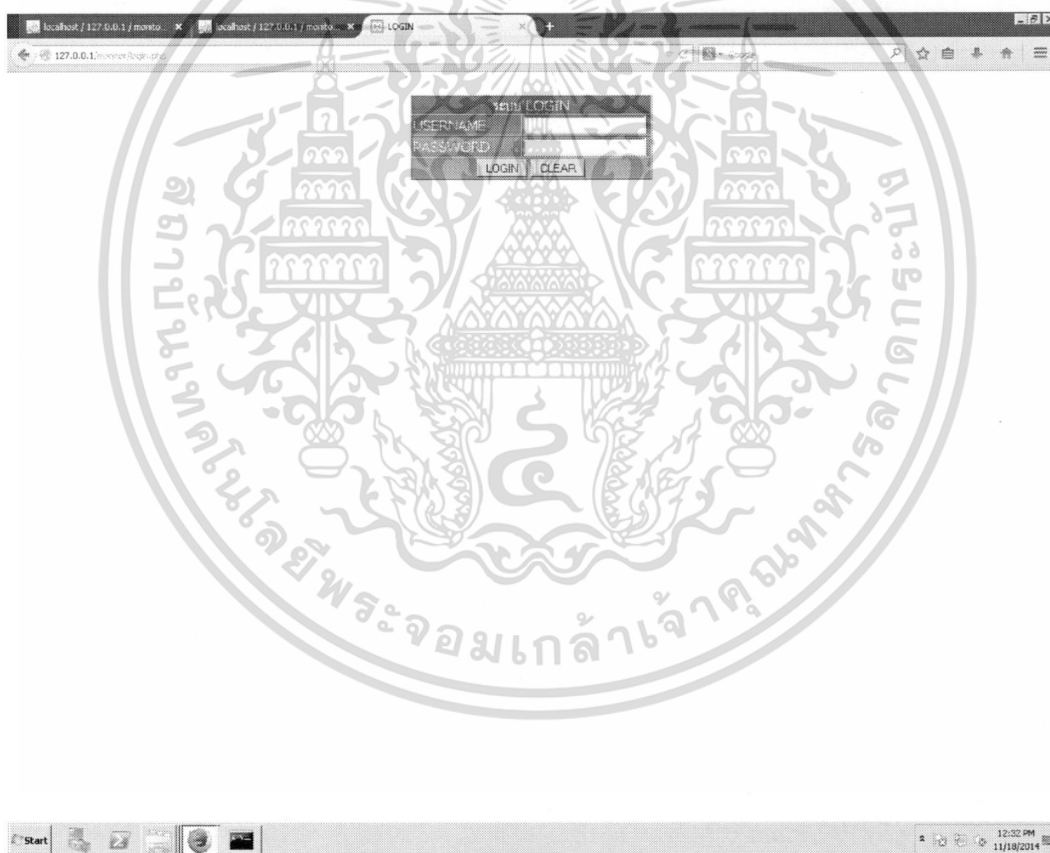 localhost / 127.0.0.1 / monito...
localhost / 127.0.0.1 / monito...
LOGIN
127.0.0.1/monitor/login.php
ระบบ LOGIN
USERNAME
PASSWORD
LOGIN
CLEAR
สถาบันเทคโนโลยีพระจอมเกล้าเจ้าคุณทหารลาดกระบัง
Start
12:32 PM
11/18/2014